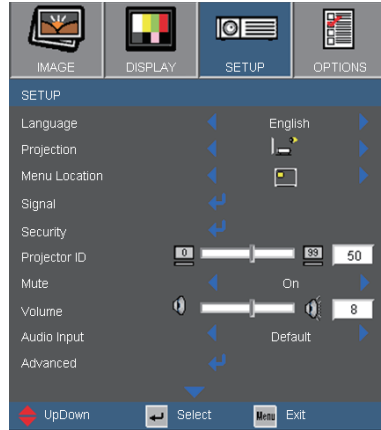 IMAGE DISPLAY SETUP OPTIONS
SETUP
Language English
Projection
Menu Location
Signal
Security
Projector ID 0 99 50
Mute On
Volume 8
Audio Input Default
Advanced
UpDown Select Menu Exit